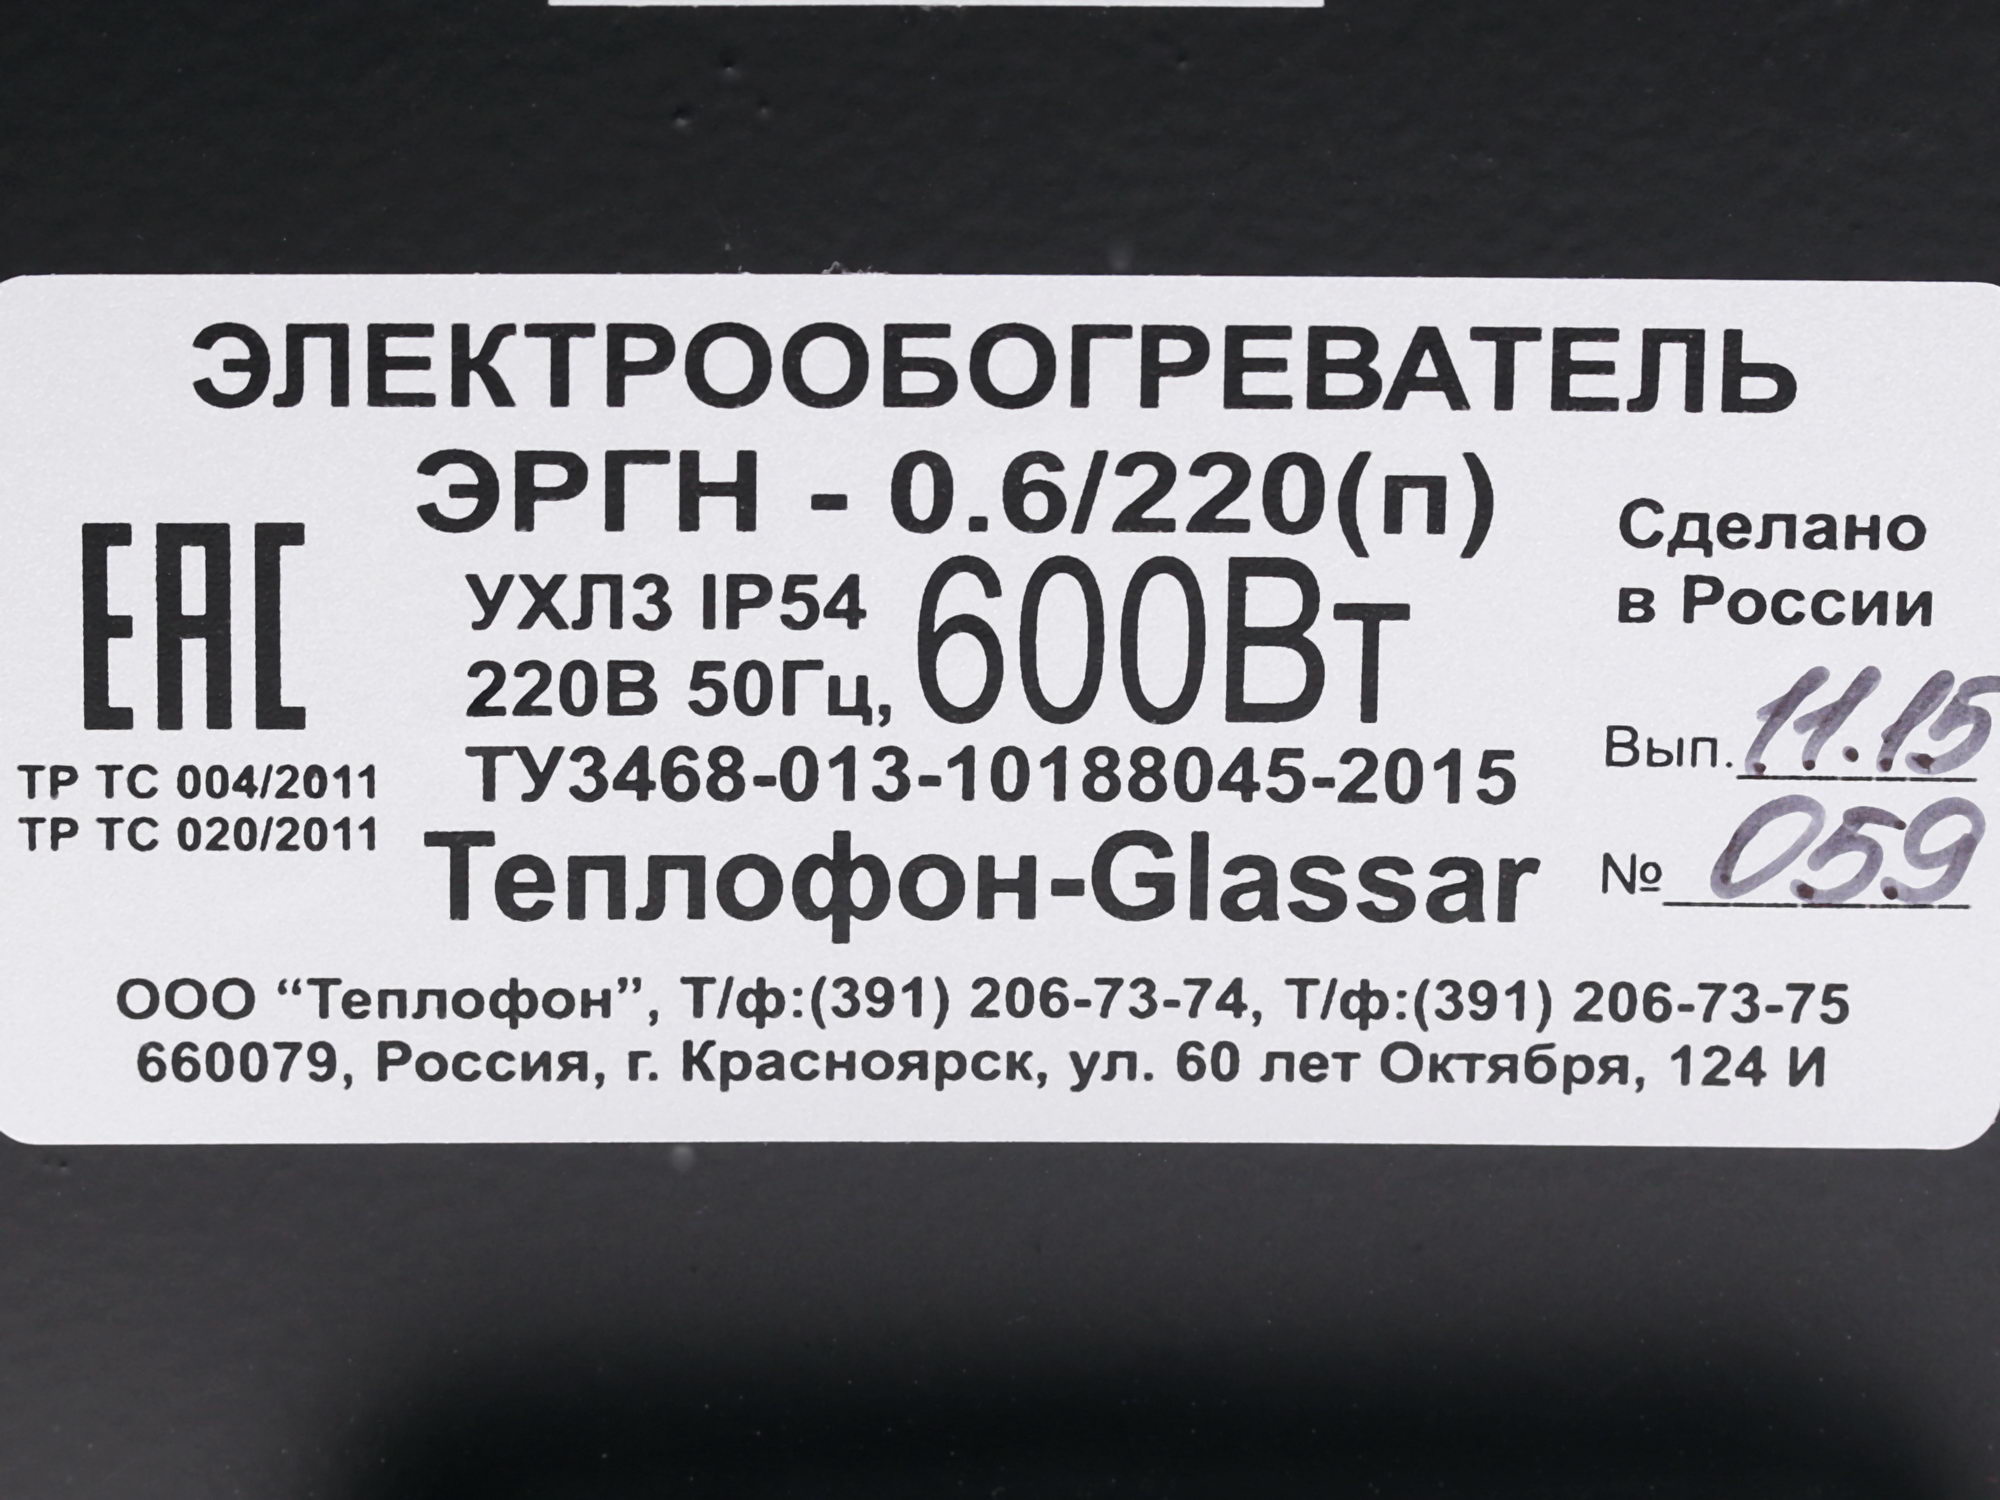 ЭЛЕКТРООБОГРЕВАТЕЛЬ
ЭРГН - 0.6/220(п)
EAC
УХЛ3 IP54
220В 50Гц, 600Вт
Сделано
в России
ТР ТС 004/2011
ТР ТС 020/2011
ТУ3468-013-10188045-2015
Вып. 11.15
Теплофон-Glassar
№ 059
ООО “Теплофон”, Т/ф:(391) 206-73-74, Т/ф:(391) 206-73-75
660079, Россия, г. Красноярск, ул. 60 лет Октября, 124 И